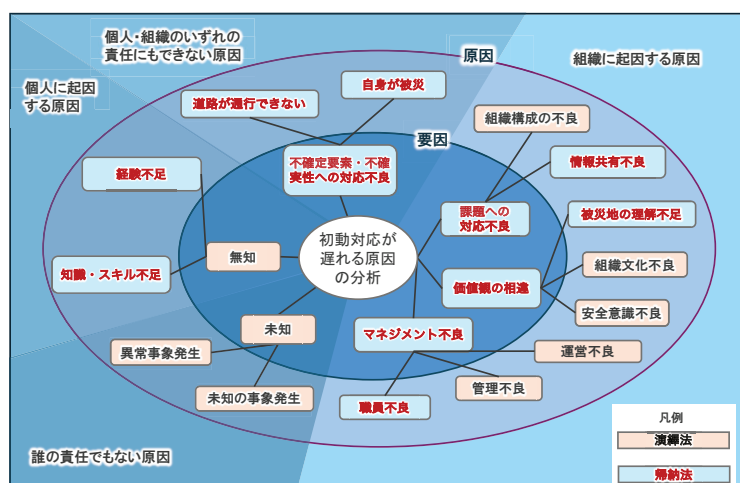 個人・組織のいずれの
責任にもできない原因
原因
組織に起因する原因
個人に起因
する原因
自身が被災
道路が通行できない
組織構成の不良
要因
不確定要素・不確
実性への対応不良
情報共有不良
経験不足
課題への
対応不良
被災地の理解不足
初動対応が
遅れる原因
の分析
無知
組織文化不良
知識・スキル不足
価値観の相違
安全意識不良
未知
マネジメント不良
異常事象発生
運営不良
管理不良
未知の事象発生
職員不良
誰の責任でもない原因
凡例
演繹法
帰納法